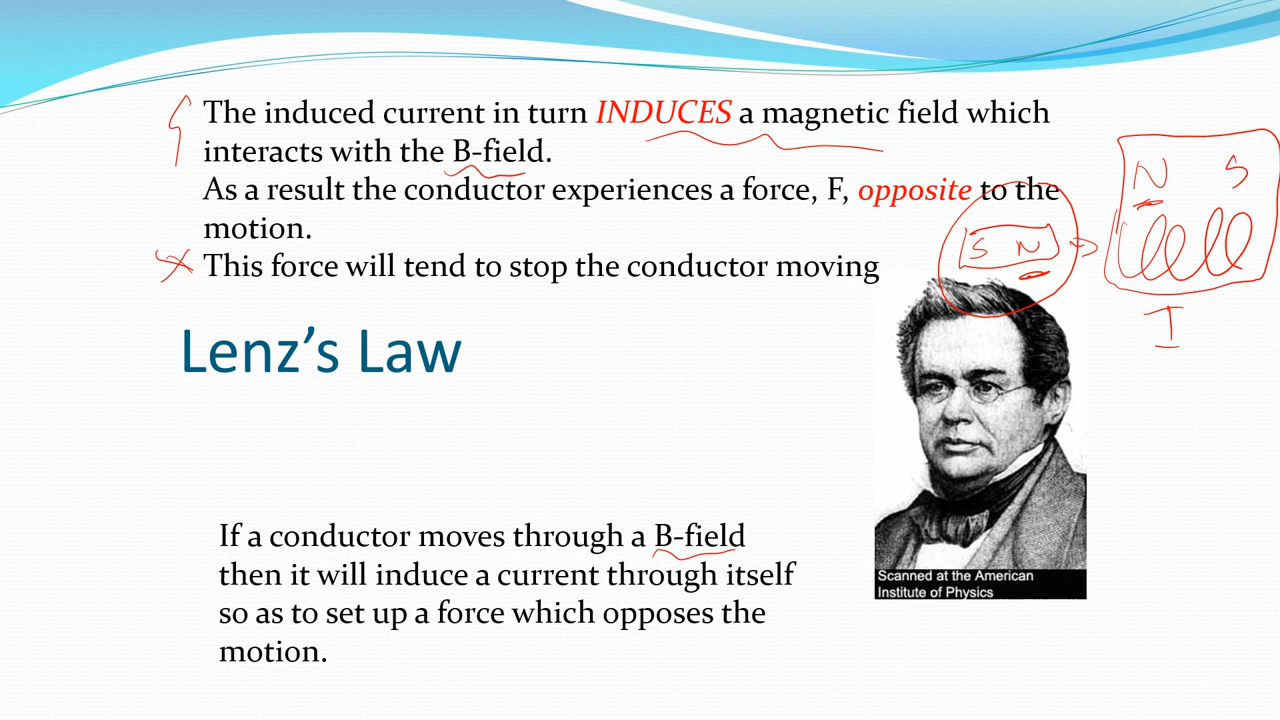 The induced current in turn INDUCES a magnetic field which
interacts with the B-field.
As a result the conductor experiences a force, F, opposite to the
motion.
This force will tend to stop the conductor moving
N S
S N
I
Lenz’s Law
If a conductor moves through a B-field
then it will induce a current through itself
so as to set up a force which opposes the
motion.
Scanned at the American
Institute of Physics